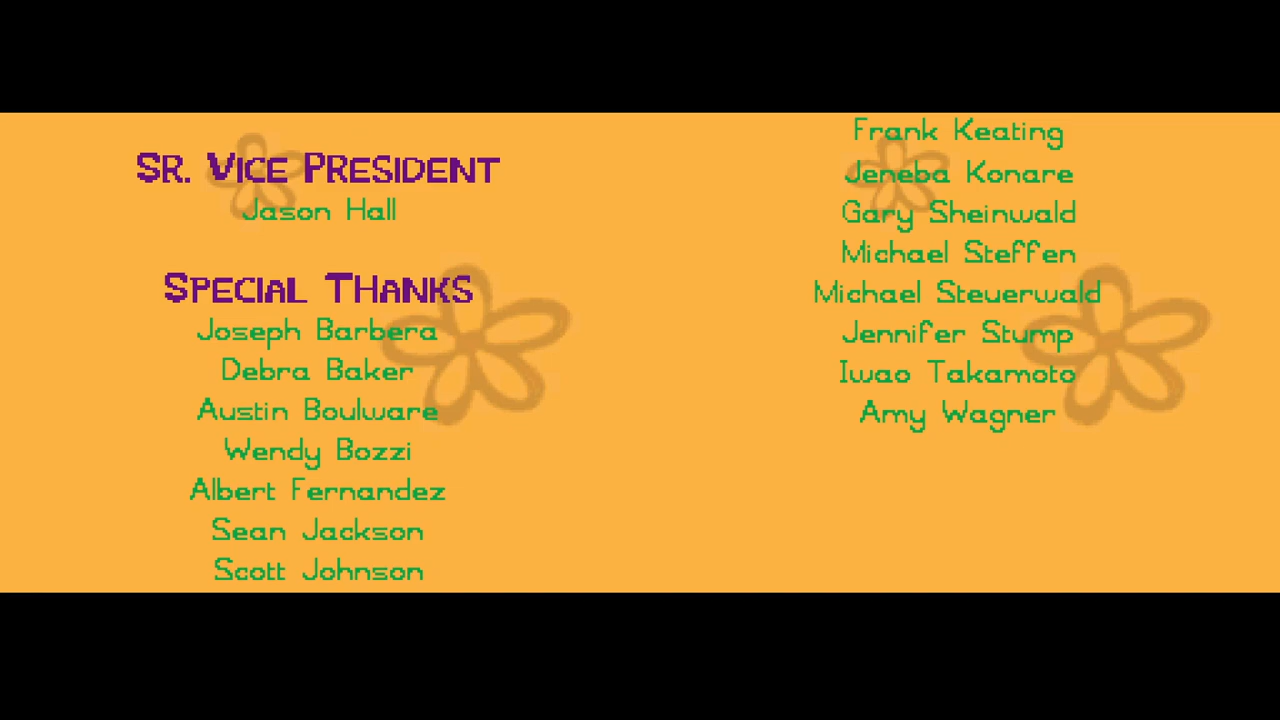 SR. VICE PRESIDENT
Jason Hall
SPECIAL THANKS
Joseph Barbera
Debra Baker
Austin Boulware
Wendy Bozzi
Albert Fernandez
Sean Jackson
Scott Johnson
Frank Keating
Jeneba Konare
Gary Sheinwald
Michael Steffen
Michael Steuerwald
Jennifer Stump
Iwao Takamoto
Amy Wagner